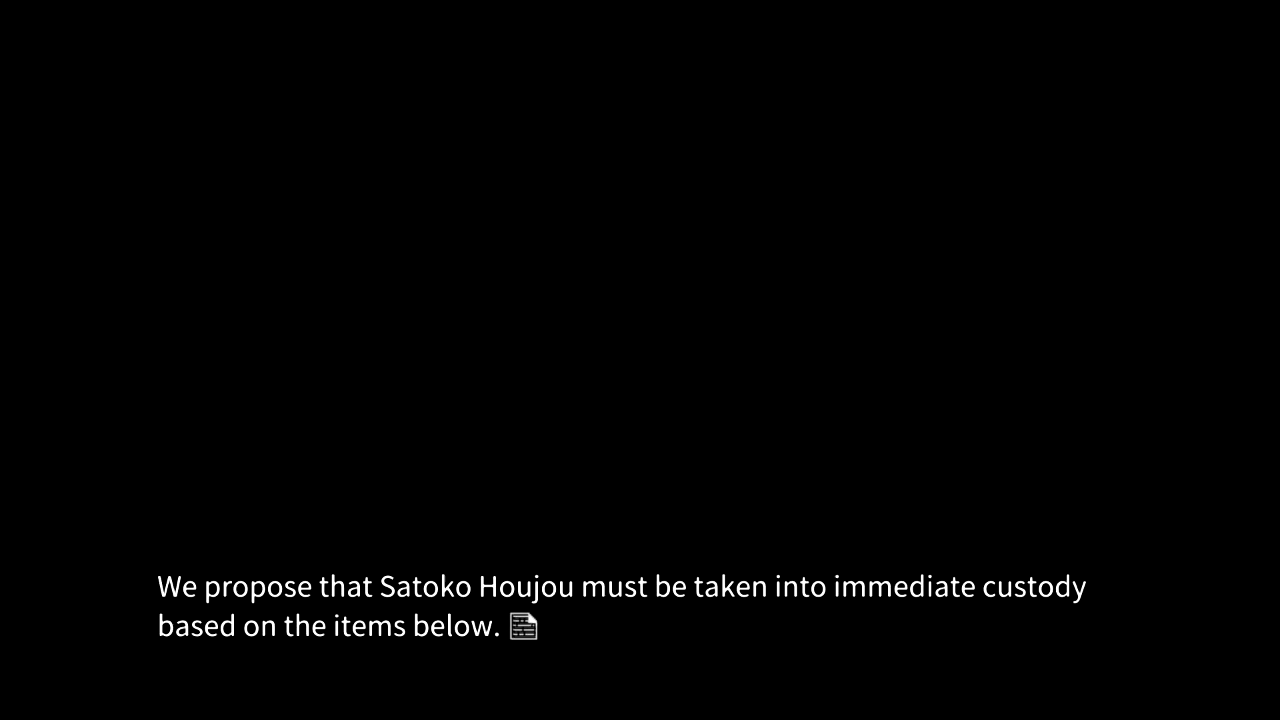 We propose that Satoko Houjou must be taken into immediate custody
based on the items below.